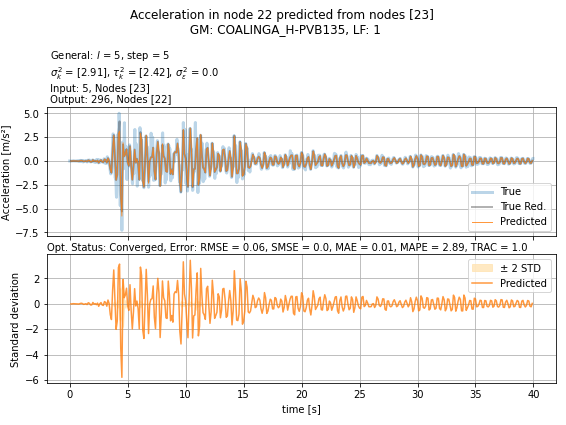 Acceleration in node 22 predicted from nodes [23]
GM: COALINGA_H-PVB135, LF: 1
General: l = 5, step = 5
σ²ₖ = [2.91], τ²ₖ = [2.42], σ²ε = 0.0
Input: 5, Nodes [23]
Output: 296, Nodes [22]
Acceleration [m/s²]
5.0
2.5
0.0
−2.5
−5.0
−7.5
True
True Red.
Predicted
Opt. Status: Converged, Error: RMSE = 0.06, SMSE = 0.0, MAE = 0.01, MAPE = 2.89, TRAC = 1.0
Standard deviation
2
0
−2
−4
−6
± 2 STD
Predicted
0 5 10 15 20 25 30 35 40
time [s]